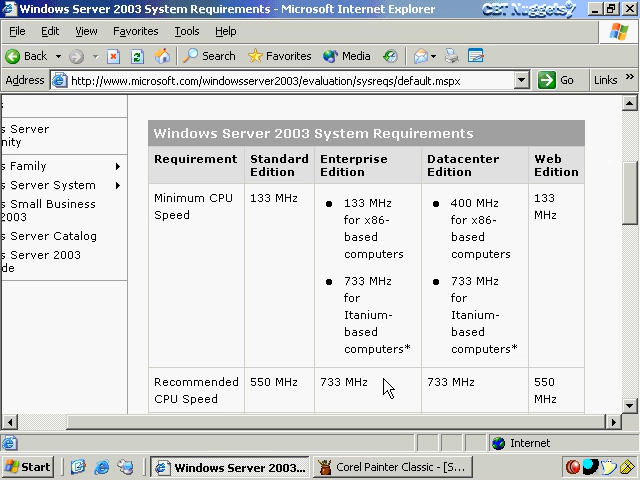 Windows Server 2003 System Requirements - Microsoft Internet Explorer
CBT Nuggets
File Edit View Favorites Tools Help
Back Search Favorites Media
Address http://www.microsoft.com/windowsserver2003/evaluation/sysreqs/default.mspx Go Links »
s Server
nity
s Family
s Server System
s Small Business
2003
s Server Catalog
s Server 2003
de
Windows Server 2003 System Requirements
Requirement Standard Edition Enterprise Edition Datacenter Edition Web Edition
Minimum CPU Speed 133 MHz
133 MHz
for x86-
based
computers
733 MHz
for
Itanium-
based
computers*
400 MHz
for x86-
based
computers
733 MHz
for
Itanium-
based
computers*
133
MHz
Recommended CPU Speed 550 MHz 733 MHz 733 MHz 550 MHz
Internet
Start Windows Server 2003... Corel Painter Classic - [S...